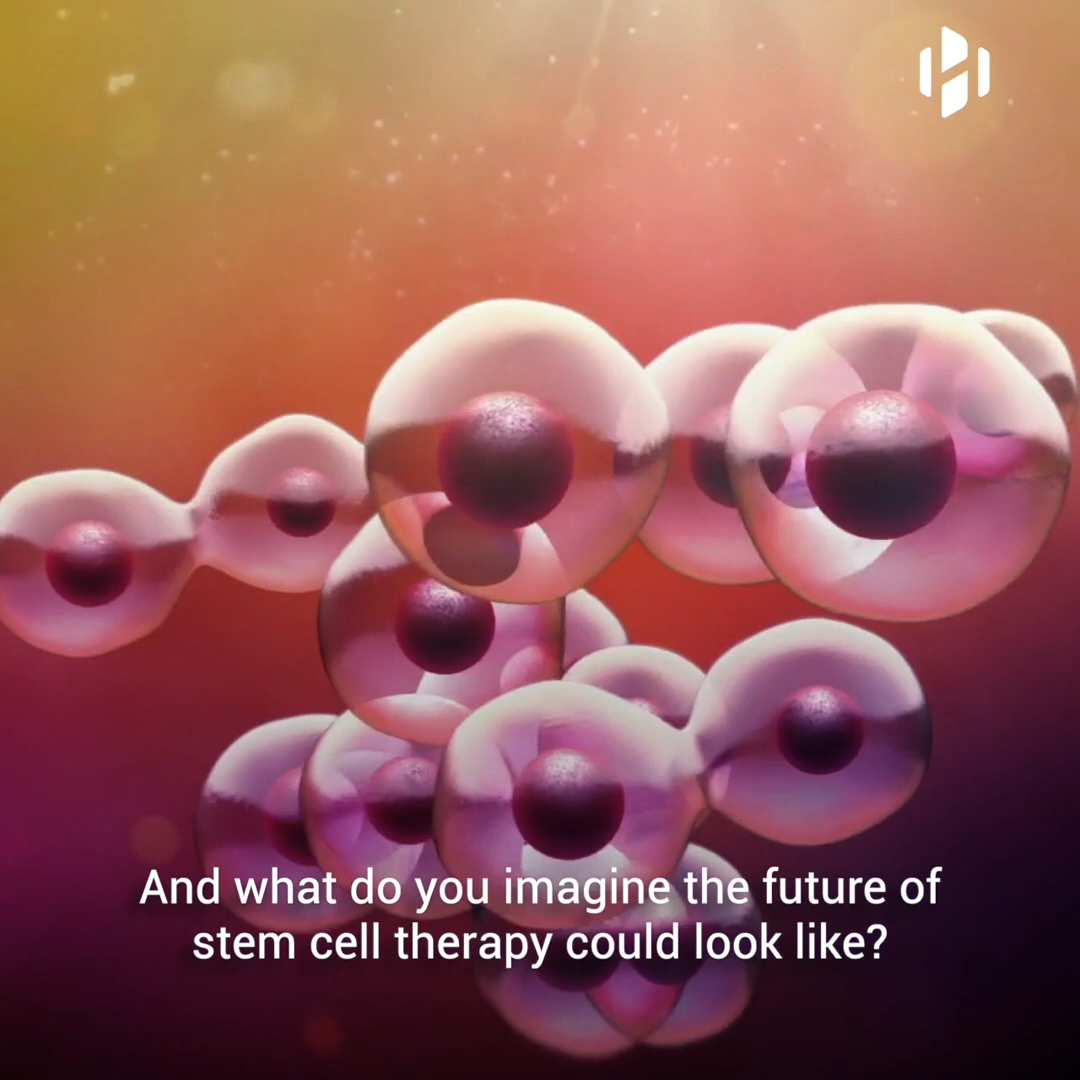 And what do you imagine the future of
stem cell therapy could look like?